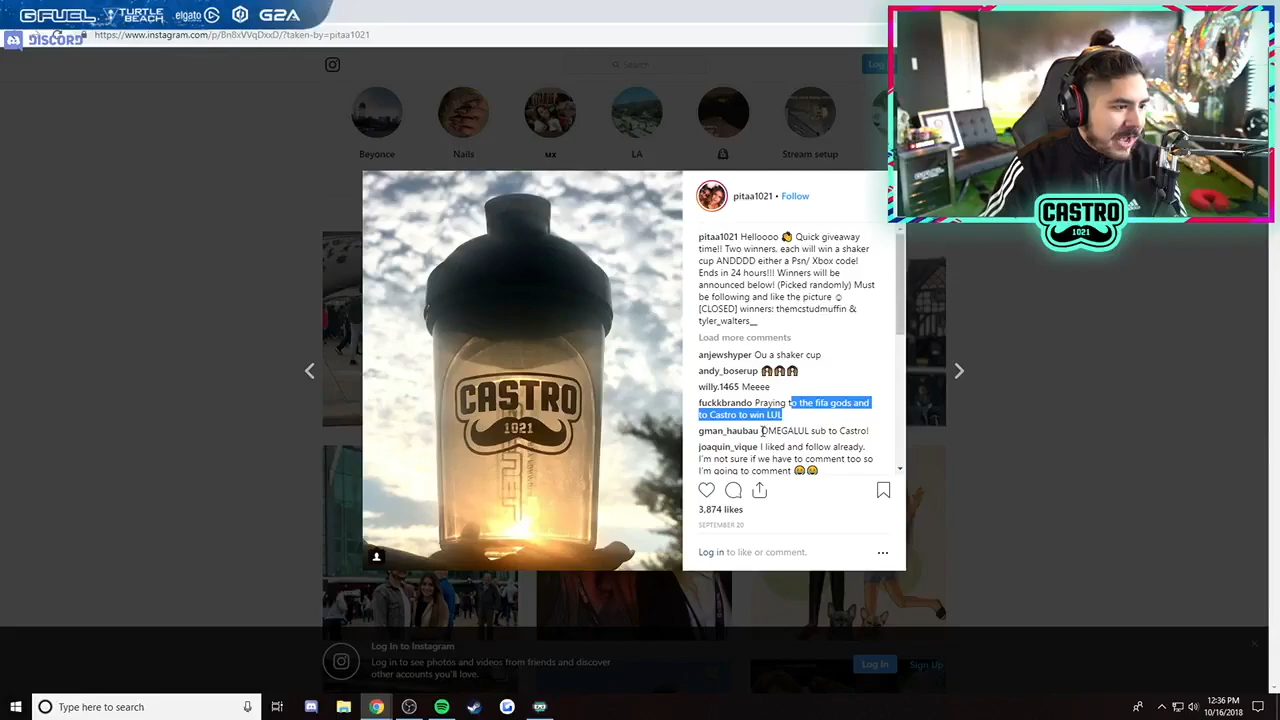 GFUEL TURTLE BEACH elgato G2A
DISCORD
https://www.instagram.com/p/Bn8xVVqDxxD/?taken-by=pitaa1021
Search
Log
Beyonce
Nails
MX
LA
Stream setup
CASTRO
1021
pitaa1021 • Follow
pitaa1021 Helloooo 🙋 Quick giveaway
time!! Two winners, each will win a shaker
cup ANDDDD either a Psn/ Xbox code!
Ends in 24 hours!!! Winners will be
announced below! (Picked randomly) Must
be following and like the picture ☺
[CLOSED] winners: themcstudmuffin &
tyler_walters__
Load more comments
anjewshyper Ou a shaker cup
andy_boserup 🙋🙋🙋
willy.1465 Meeee
fuckkbrando Praying to the fifa gods and
to Castro to win LUL
gman_haubau OMEGALUL sub to Castro!
joaquin_vique I liked and follow already.
I'm not sure if we have to comment too so
I'm going to comment 😂😂
CASTRO
1021
3,874 likes
SEPTEMBER 20
Log in to like or comment.
Log In to Instagram
Log in to see photos and videos from friends and discover
other accounts you'll love.
Log In
Sign Up
Type here to search
12:36 PM
10/16/2018